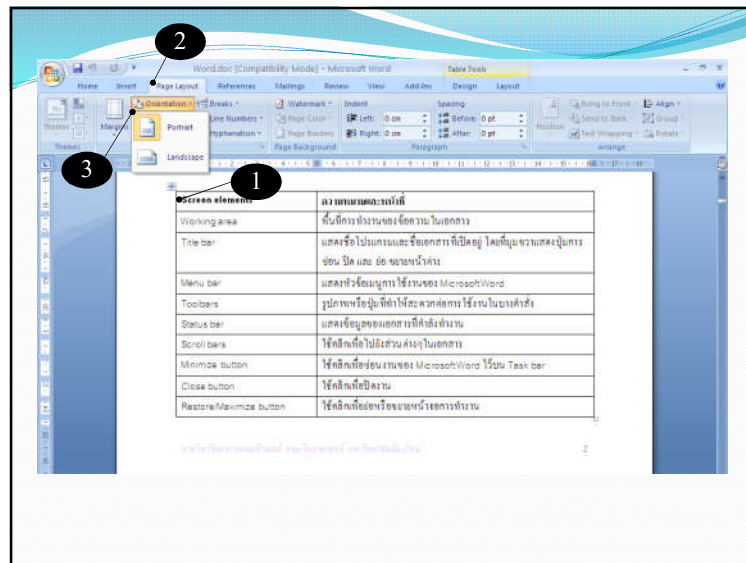 2
Word.doc [Compatibility Mode] - Microsoft Word Table Tools
Home Insert Page Layout References Mailings Review View Add-Ins Design Layout
Themes Margins Orientation Breaks Watermark Indent Spacing Position Bring to Front Align
Line Numbers Page Color Left: 0 cm Before: 0 pt Send to Back Group
Hyphenation Page Borders Right: 0 cm After: 0 pt Text Wrapping Rotate
Themes Page Background Paragraph Arrange
Portrait
Landscape
3
1
Screen elements ความหมายและหน้าที่
Working area พื้นที่การทำงานของข้อความในเอกสาร
Title bar แสดงชื่อโปรแกรมและชื่อเอกสารที่เปิดอยู่ โดยที่มุมขวาแสดงปุ่มการ
ซ่อน ปิด และ ย่อ ขยายหน้าต่าง
Menu bar แสดงหัวข้อเมนูการใช้งานของ Microsoft Word
Toolbars รูปภาพหรือปุ่มที่ทำให้สะดวกต่อการใช้งานในบางคำสั่ง
Status bar แสดงข้อมูลของเอกสารที่กำลังทำงาน
Scroll bars ใช้คลิกเพื่อไปยังส่วนต่างๆในเอกสาร
Minimize button ใช้คลิกเพื่อซ่อนงานของ Microsoft Word ไว้บน Task bar
Close button ใช้คลิกเพื่อปิดงาน
Restore/Maximize button ใช้คลิกเพื่อย่อหรือขยายหน้าจอการทำงาน
2